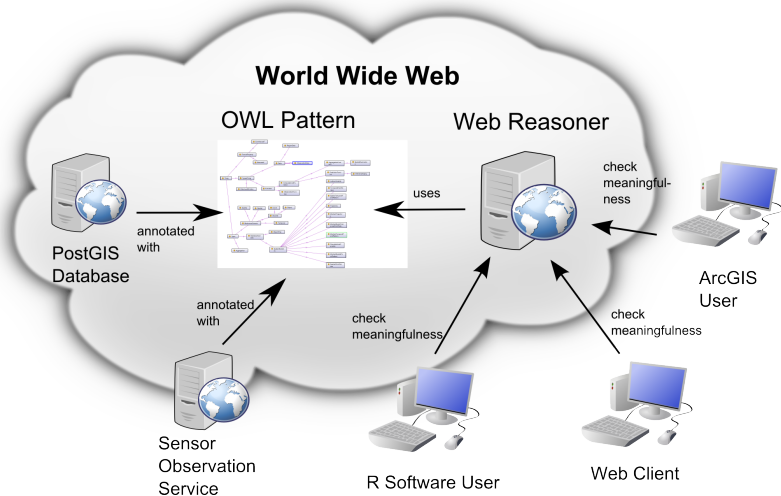 World Wide Web
OWL Pattern
Web Reasoner
check
meaningful-
ness
uses
annotated
with
PostGIS
Database
ArcGIS
User
annotated
with
check
meaningfulness
check
meaningfulness
Sensor
Observation
Service
R Software User
Web Client